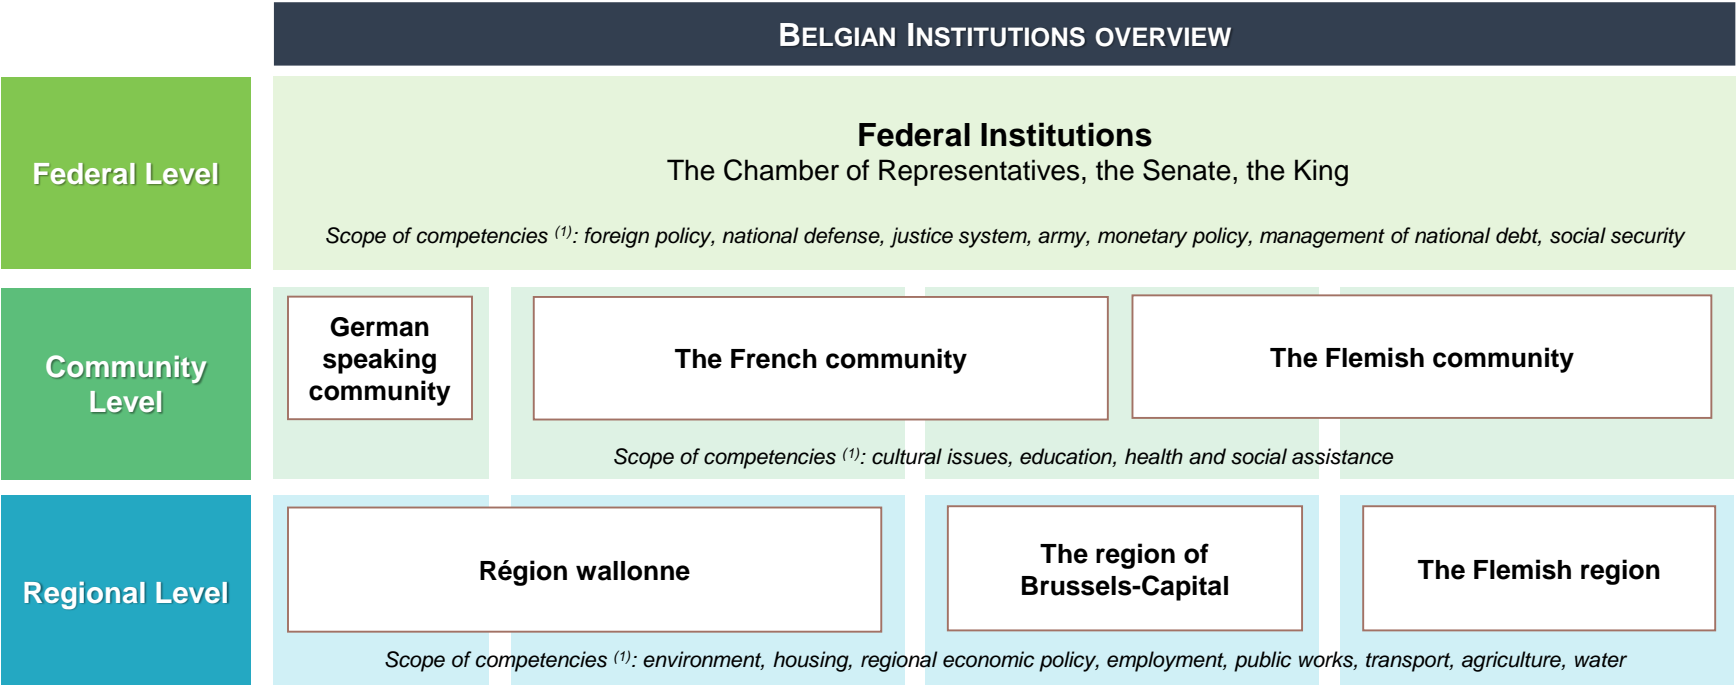 BELGIAN INSTITUTIONS OVERVIEW
Federal Level
Federal Institutions
The Chamber of Representatives, the Senate, the King
Scope of competencies (1): foreign policy, national defense, justice system, army, monetary policy, management of national debt, social security
Community
Level
German
speaking
community
The French community
The Flemish community
Scope of competencies (1): cultural issues, education, health and social assistance
Regional Level
Région wallonne
The region of
Brussels-Capital
The Flemish region
Scope of competencies (1): environment, housing, regional economic policy, employment, public works, transport, agriculture, water